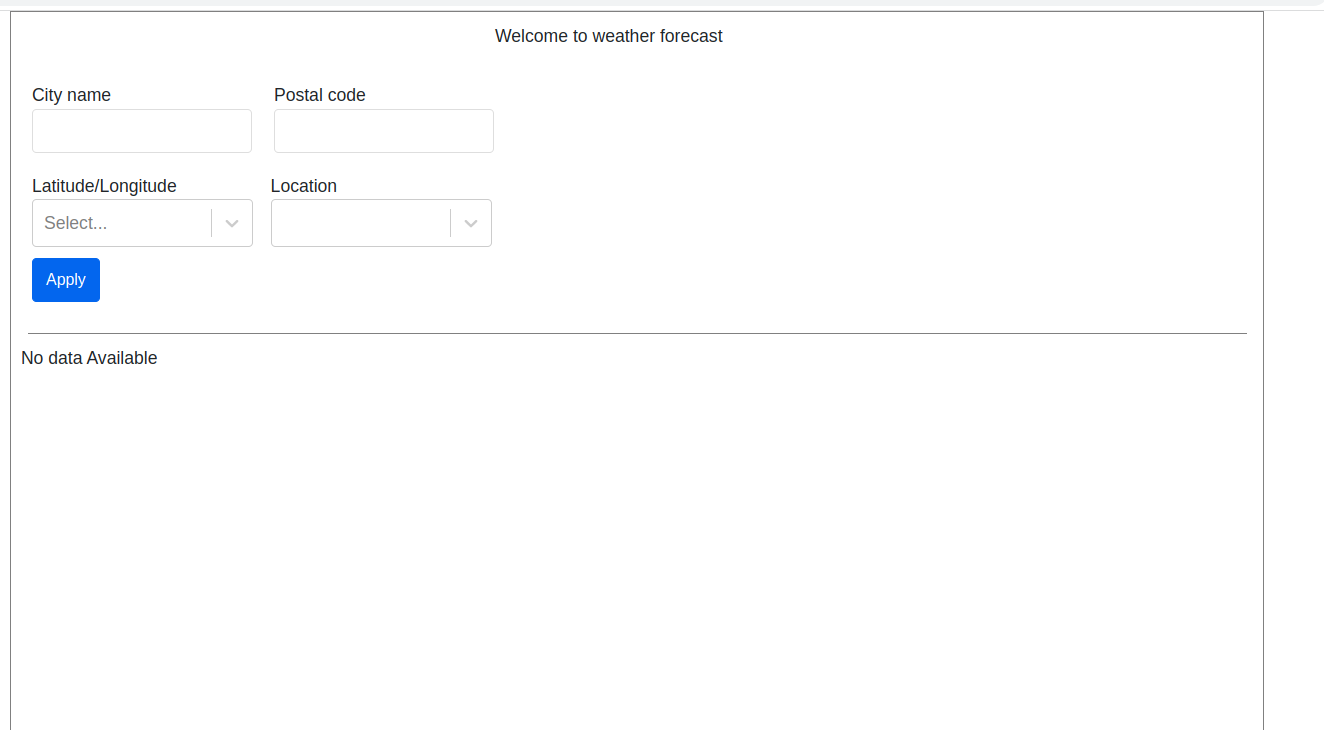 Welcome to weather forecast
City name
Postal code
Latitude/Longitude
Location
Select...
Apply
No data Available